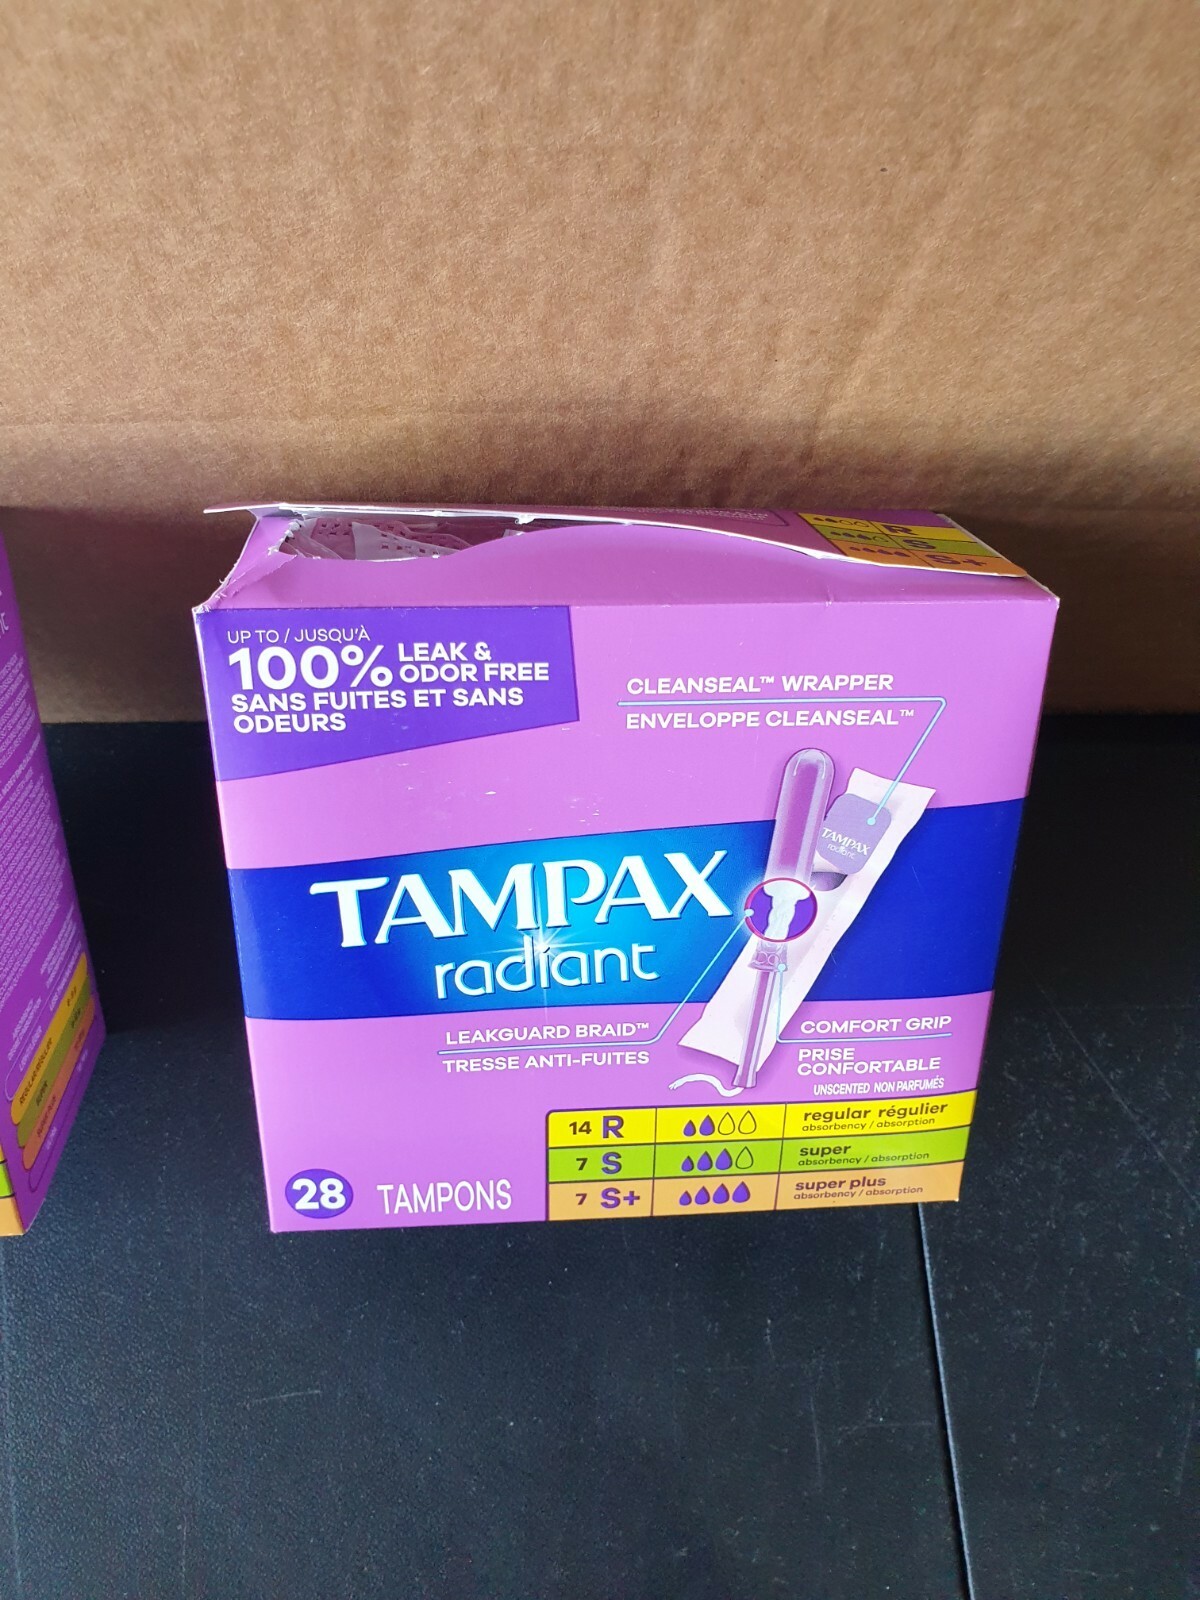 R
S
S+
UP TO / JUSQU'À
100% LEAK & ODOR FREE
SANS FUITES ET SANS
ODEURS
CLEANSEAL™ WRAPPER
ENVELOPPE CLEANSEAL™
TAMPAX
radiant
TAMPAX
radiant
LEAKGUARD BRAID™
TRESSE ANTI-FUITES
COMFORT GRIP
PRISE
CONFORTABLE
UNSCENTED NON PARFUMÉS
14 R regular régulier
absorbency / absorption
7 S super
absorbency / absorption
7 S+ super plus
absorbency / absorption
28 TAMPONS